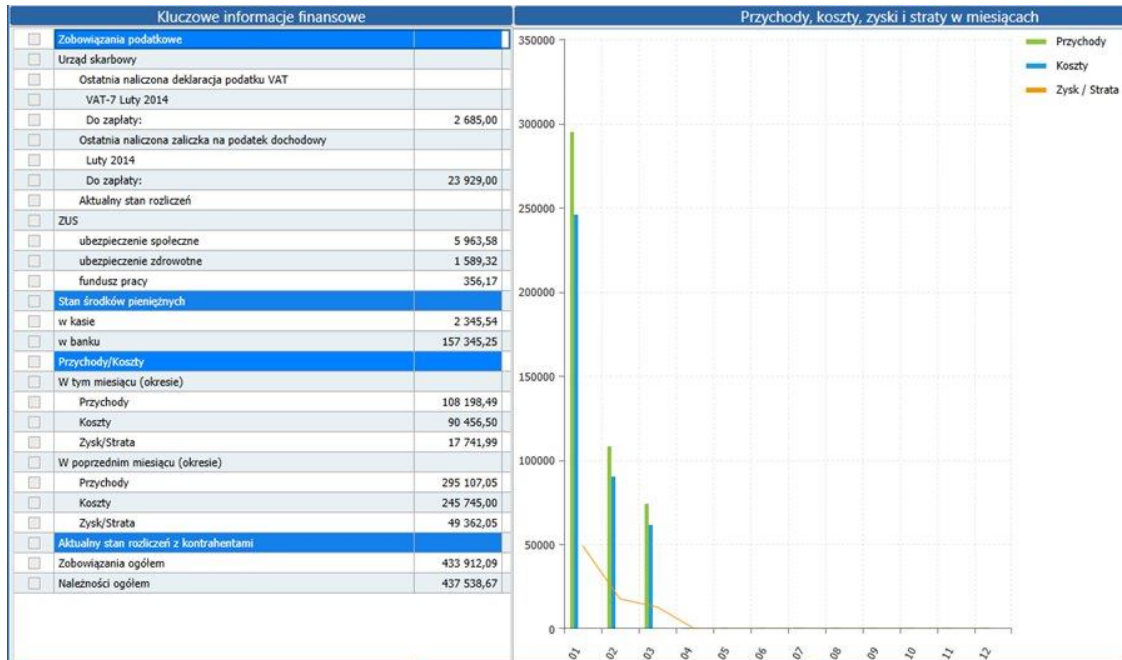 Kluczowe informacje finansowe
Zobowiązania podatkowe
Urząd skarbowy
Ostatnia naliczona deklaracja podatku VAT
VAT-7 Luty 2014
Do zapłaty: 2 685,00
Ostatnia naliczona zaliczka na podatek dochodowy
Luty 2014
Do zapłaty: 23 929,00
Aktualny stan rozliczeń
ZUS
ubezpieczenie społeczne 5 963,58
ubezpieczenie zdrowotne 1 589,32
fundusz pracy 356,17
Stan środków pieniężnych
w kasie 2 345,54
w banku 157 345,25
Przychody/Koszty
W tym miesiącu (okresie)
Przychody 108 198,49
Koszty 90 456,50
Zysk/Strata 17 741,99
W poprzednim miesiącu (okresie)
Przychody 295 107,05
Koszty 245 745,00
Zysk/Strata 49 362,05
Aktualny stan rozliczeń z kontrahentami
Zobowiązania ogółem 433 912,09
Należności ogółem 437 538,67
Przychody, koszty, zyski i straty w miesiącach
350000
300000
250000
200000
150000
100000
50000
0
01 02 03 04 05 06 07 08 09 10 11 12
Przychody
Koszty
Zysk / Strata